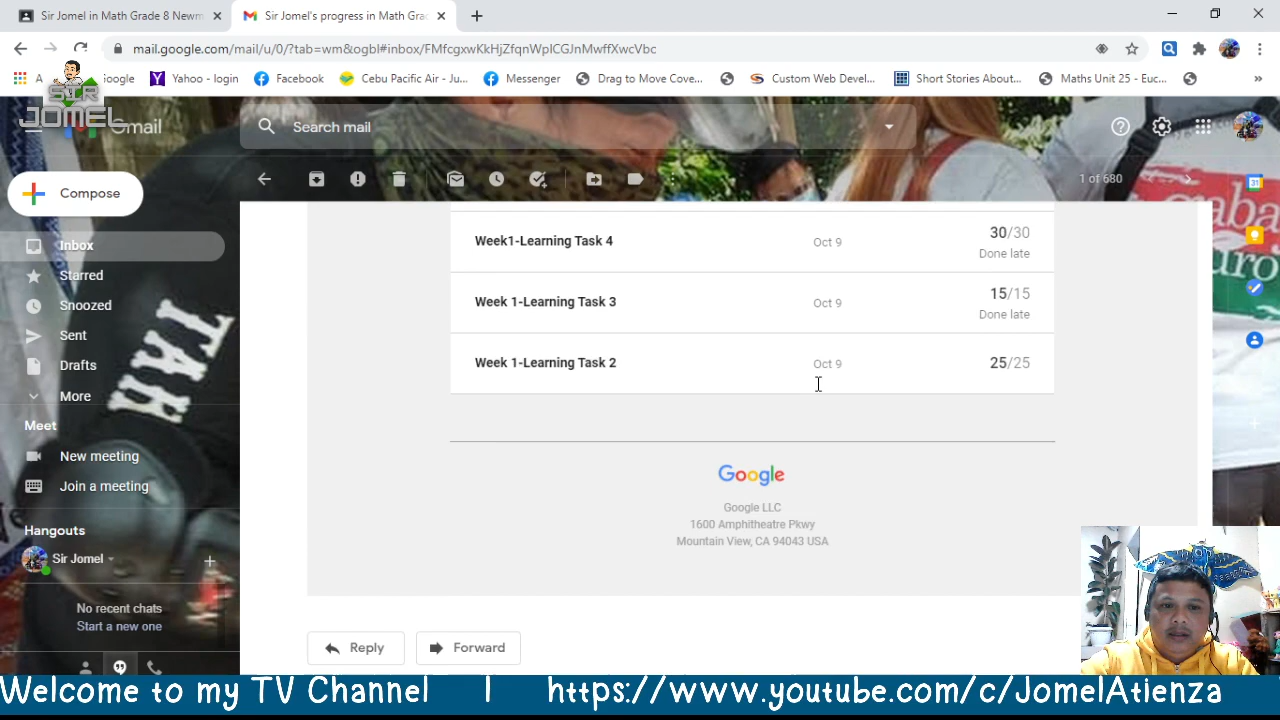 Sir Jomel in Math Grade 8 Newm
Sir Jomel's progress in Math Grad
mail.google.com/mail/u/0/?tab=wm&ogbl#inbox/FMfcgxwKkHjZfqnWplCGJnMwffXwcVbc
Yahoo - login
Facebook
Cebu Pacific Air - Ju...
Messenger
Drag to Move Cove...
Custom Web Devel...
Short Stories About...
Maths Unit 25 - Euc...
SIR
JOMEL
Gmail
Search mail
Compose
1 of 680
Inbox
Starred
Snoozed
Sent
Drafts
More
Meet
New meeting
Join a meeting
Hangouts
Sir Jomel
No recent chats
Start a new one
Week1-Learning Task 4 Oct 9 30/30
Done late
Week 1-Learning Task 3 Oct 9 15/15
Done late
Week 1-Learning Task 2 Oct 9 25/25
Google
Google LLC
1600 Amphitheatre Pkwy
Mountain View, CA 94043 USA
Reply
Forward
Welcome to my TV Channel | https://www.youtube.com/c/JomelAtienza